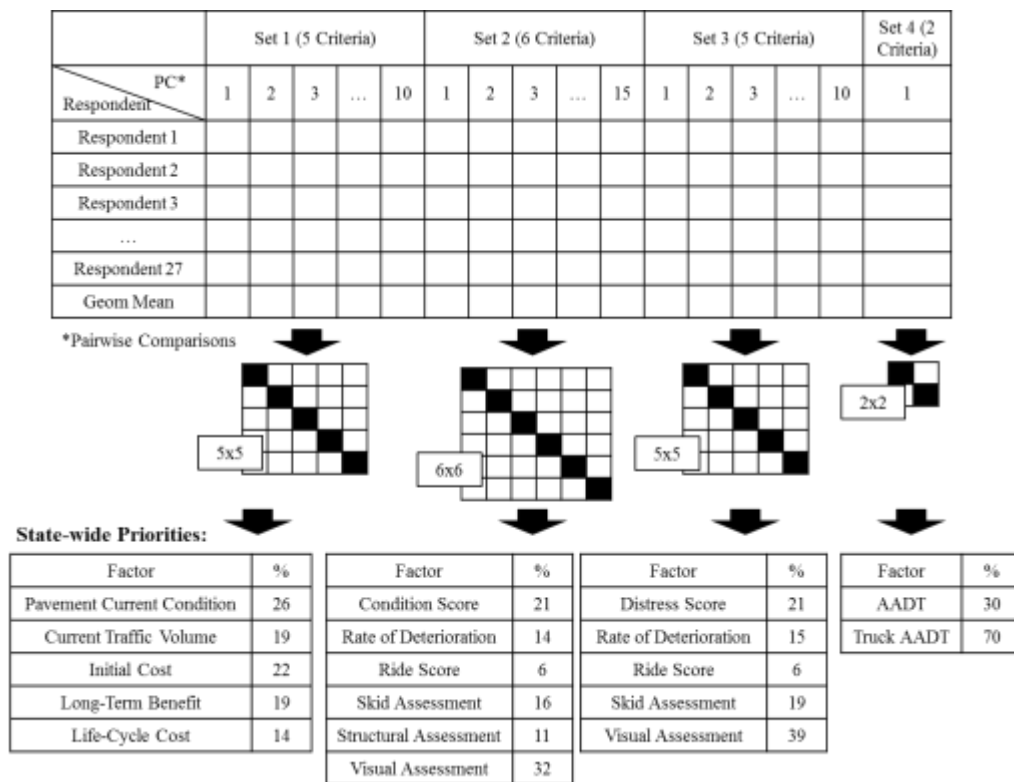 Set 1 (5 Criteria) Set 2 (6 Criteria) Set 3 (5 Criteria) Set 4 (2
Criteria)
PC*
Respondent
1 2 3 … 10 1 2 3 … 15 1 2 3 … 10 1
Respondent 1
Respondent 2
Respondent 3
…
Respondent 27
Geom Mean
*Pairwise Comparisons
5x5 6x6 5x5 2x2
State-wide Priorities:
Factor % Factor % Factor % Factor %
Pavement Current Condition 26 Condition Score 21 Distress Score 21 AADT 30
Current Traffic Volume 19 Rate of Deterioration 14 Rate of Deterioration 15 Truck AADT 70
Initial Cost 22 Ride Score 6 Ride Score 6
Long-Term Benefit 19 Skid Assessment 16 Skid Assessment 19
Life-Cycle Cost 14 Structural Assessment 11 Visual Assessment 39
Visual Assessment 32